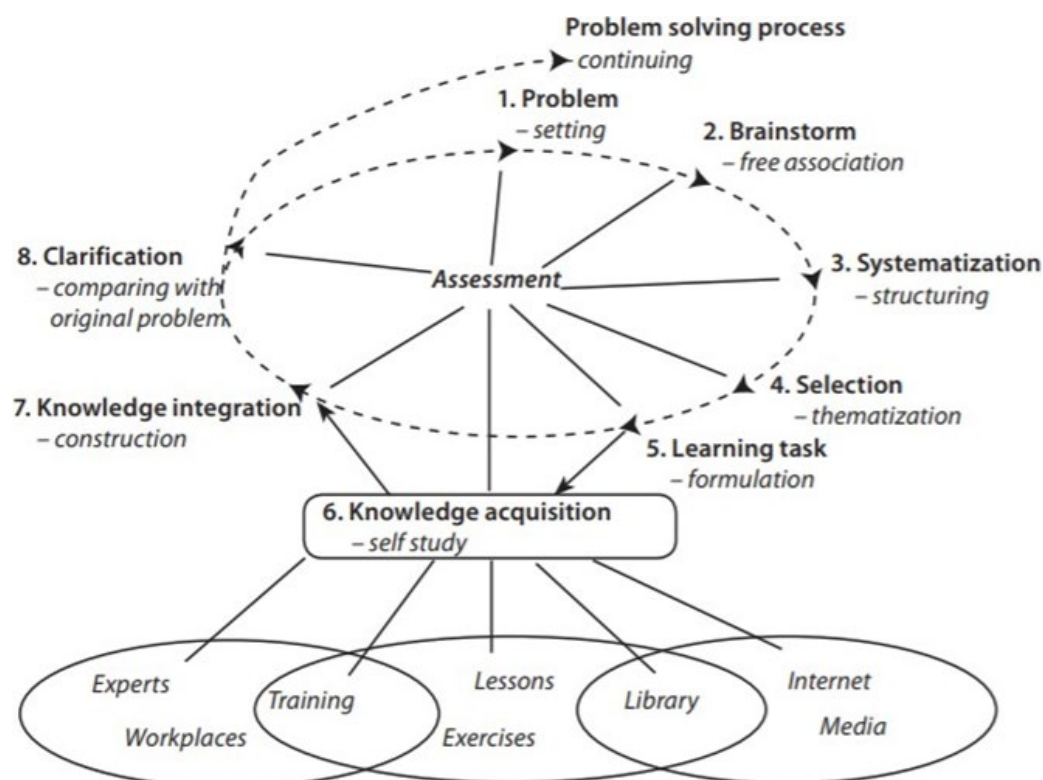 Problem solving process
continuing
1. Problem
– setting
2. Brainstorm
– free association
3. Systematization
– structuring
4. Selection
– thematization
5. Learning task
– formulation
6. Knowledge acquisition
– self study
7. Knowledge integration
– construction
8. Clarification
– comparing with
original problem
Assessment
Experts
Workplaces
Training
Lessons
Exercises
Library
Internet
Media